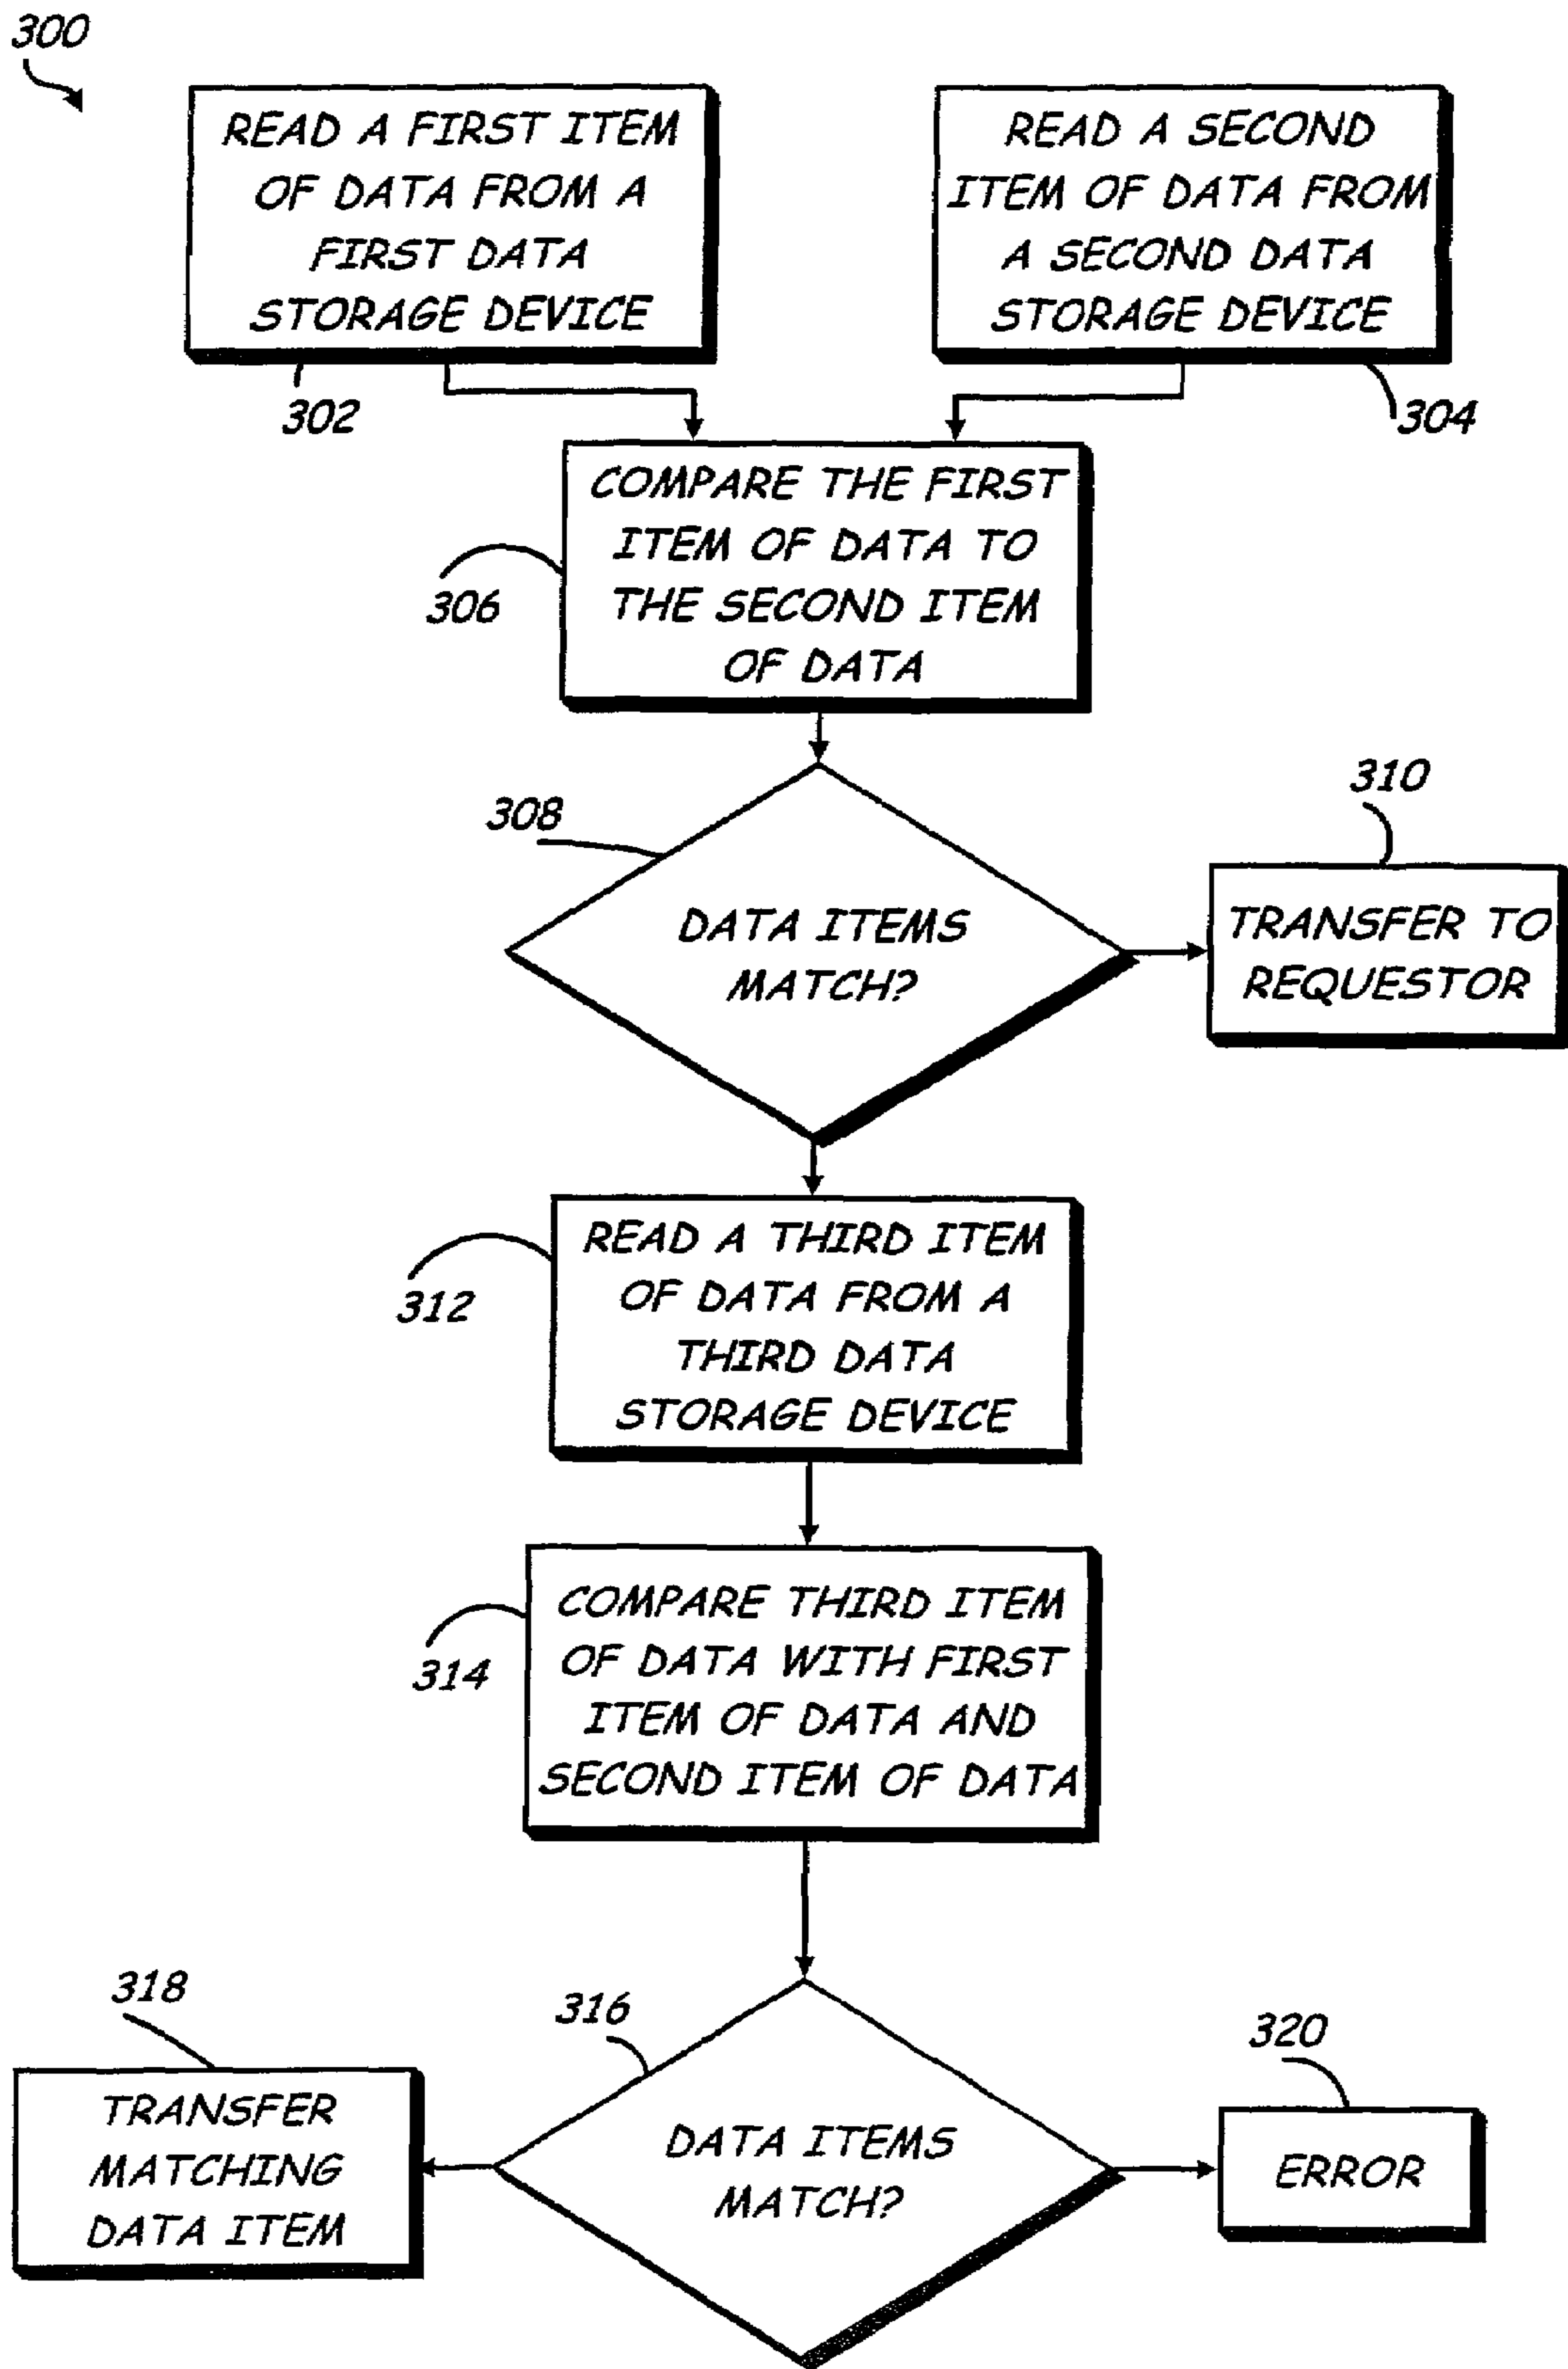 300
READ A FIRST ITEM
OF DATA FROM A
FIRST DATA
STORAGE DEVICE
302
READ A SECOND
ITEM OF DATA FROM
A SECOND DATA
STORAGE DEVICE
304
COMPARE THE FIRST
ITEM OF DATA TO
THE SECOND ITEM
OF DATA
306
308
DATA ITEMS
MATCH?
310
TRANSFER TO
REQUESTOR
READ A THIRD ITEM
OF DATA FROM A
THIRD DATA
STORAGE DEVICE
312
COMPARE THIRD ITEM
OF DATA WITH FIRST
ITEM OF DATA AND
SECOND ITEM OF DATA
314
318
TRANSFER
MATCHING
DATA ITEM
316
DATA ITEMS
MATCH?
320
ERROR